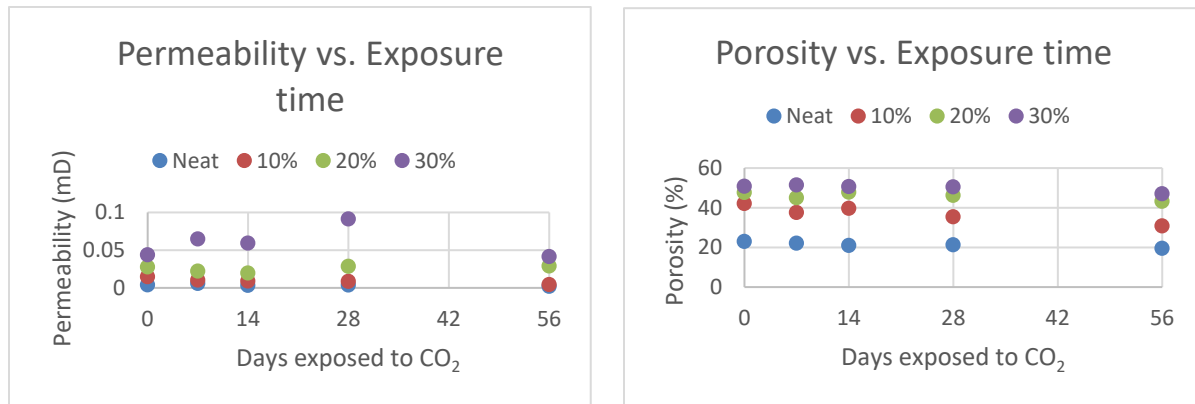 Permeability vs. Exposure
time
Neat 10% 20% 30%
Permeability (mD)
0.1
0.05
0
0 14 28 42 56
Days exposed to CO₂
Porosity vs. Exposure time
Neat 10% 20% 30%
Porosity (%)
60
40
20
0
0 14 28 42 56
Days exposed to CO₂